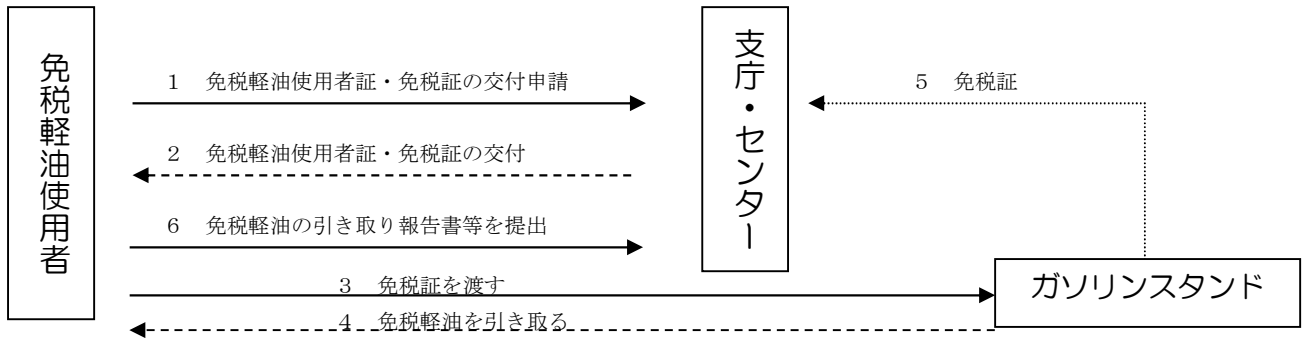 免税軽油使用者
1 免税軽油使用者証・免税証の交付申請
2 免税軽油使用者証・免税証の交付
6 免税軽油の引き取り報告書等を提出
3 免税証を渡す
4 免税軽油を引き取る
支庁・センター
5 免税証
ガソリンスタンド